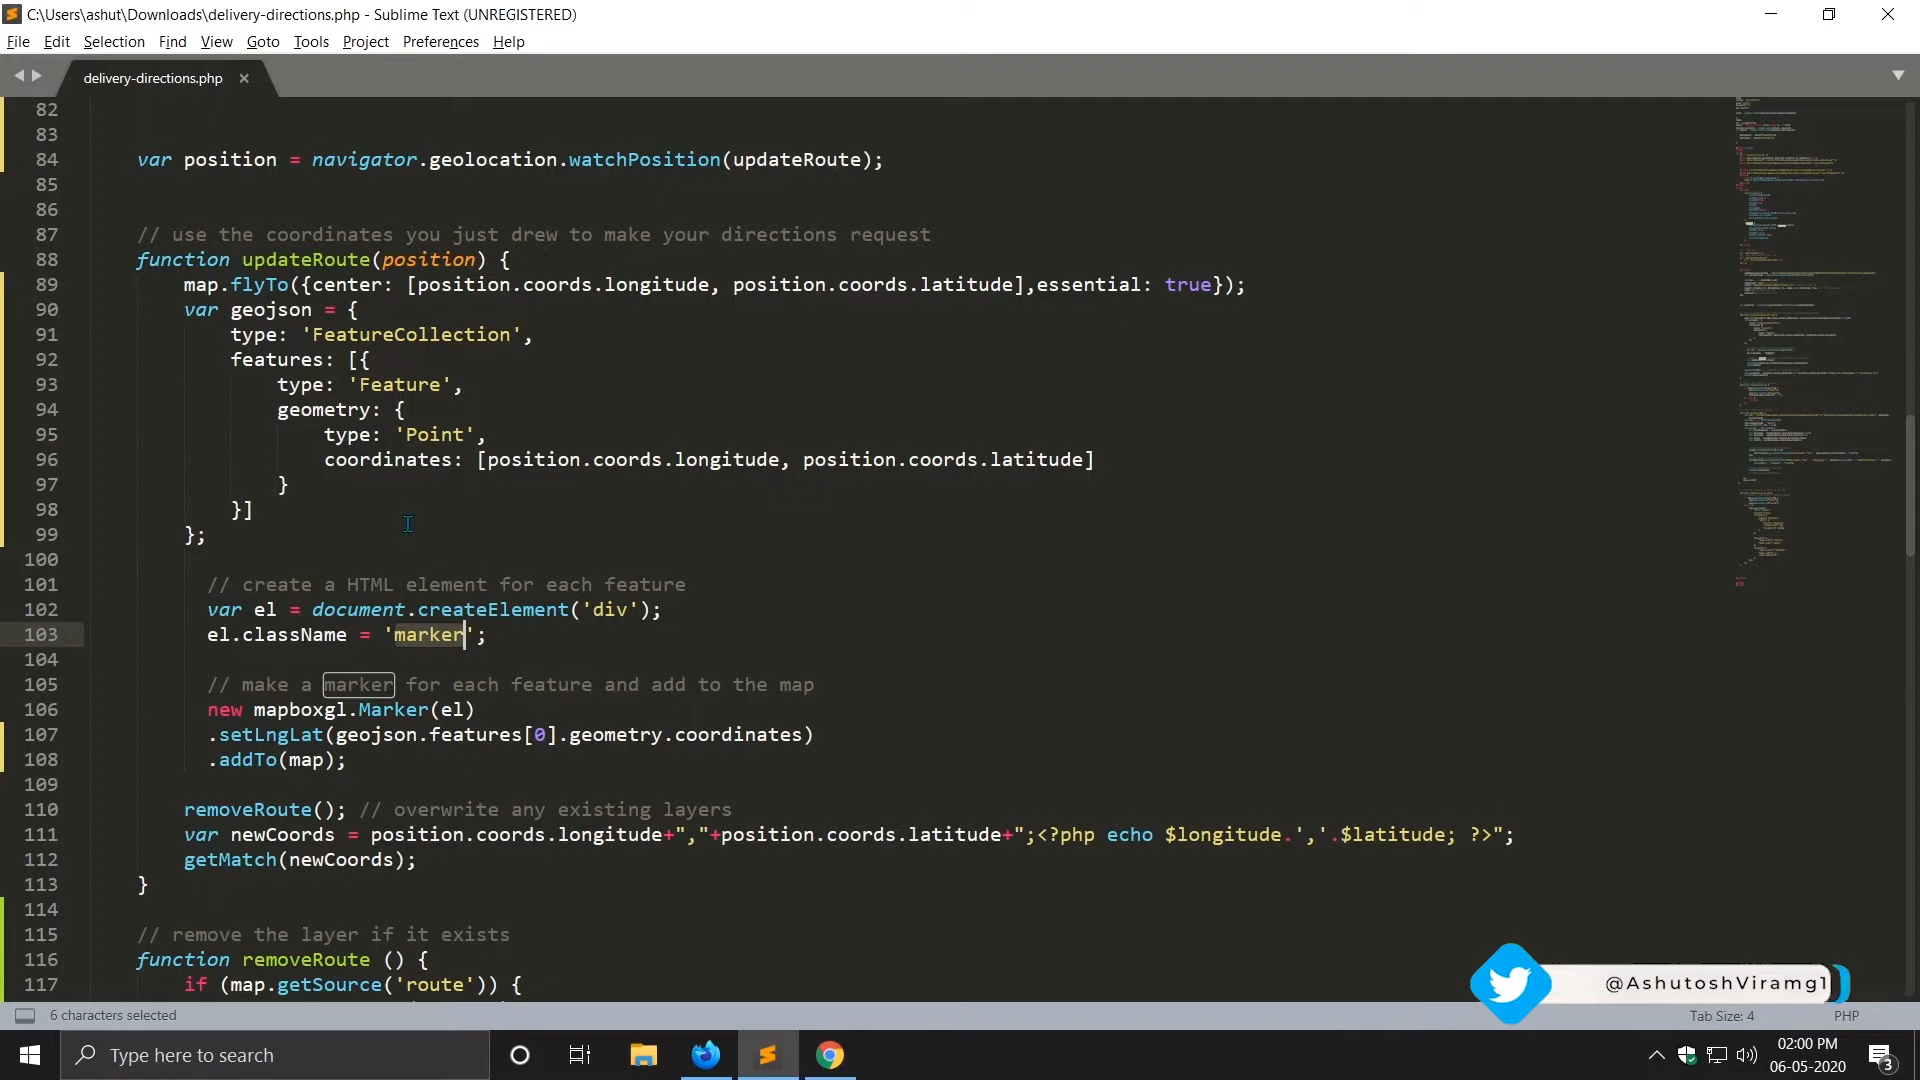 C:\Users\ashut\Downloads\delivery-directions.php - Sublime Text (UNREGISTERED)
File Edit Selection Find View Goto Tools Project Preferences Help
delivery-directions.php
82
83
84 var position = navigator.geolocation.watchPosition(updateRoute);
85
86
87 // use the coordinates you just drew to make your directions request
88 function updateRoute(position) {
89 map.flyTo({center: [position.coords.longitude, position.coords.latitude],essential: true});
90 var geojson = {
91 type: 'FeatureCollection',
92 features: [{
93 type: 'Feature',
94 geometry: {
95 type: 'Point',
96 coordinates: [position.coords.longitude, position.coords.latitude]
97 }
98 }]
99 };
100
101 // create a HTML element for each feature
102 var el = document.createElement('div');
103 el.className = 'marker';
104
105 // make a marker for each feature and add to the map
106 new mapboxgl.Marker(el)
107 .setLngLat(geojson.features[0].geometry.coordinates)
108 .addTo(map);
109
110 removeRoute(); // overwrite any existing layers
111 var newCoords = position.coords.longitude+","+position.coords.latitude+";<?php echo $longitude.','.$latitude; ?>";
112 getMatch(newCoords);
113 }
114
115 // remove the layer if it exists
116 function removeRoute () {
117 if (map.getSource('route')) {
@AshutoshViramg1
6 characters selected
Tab Size: 4
PHP
Type here to search
02:00 PM
06-05-2020
3